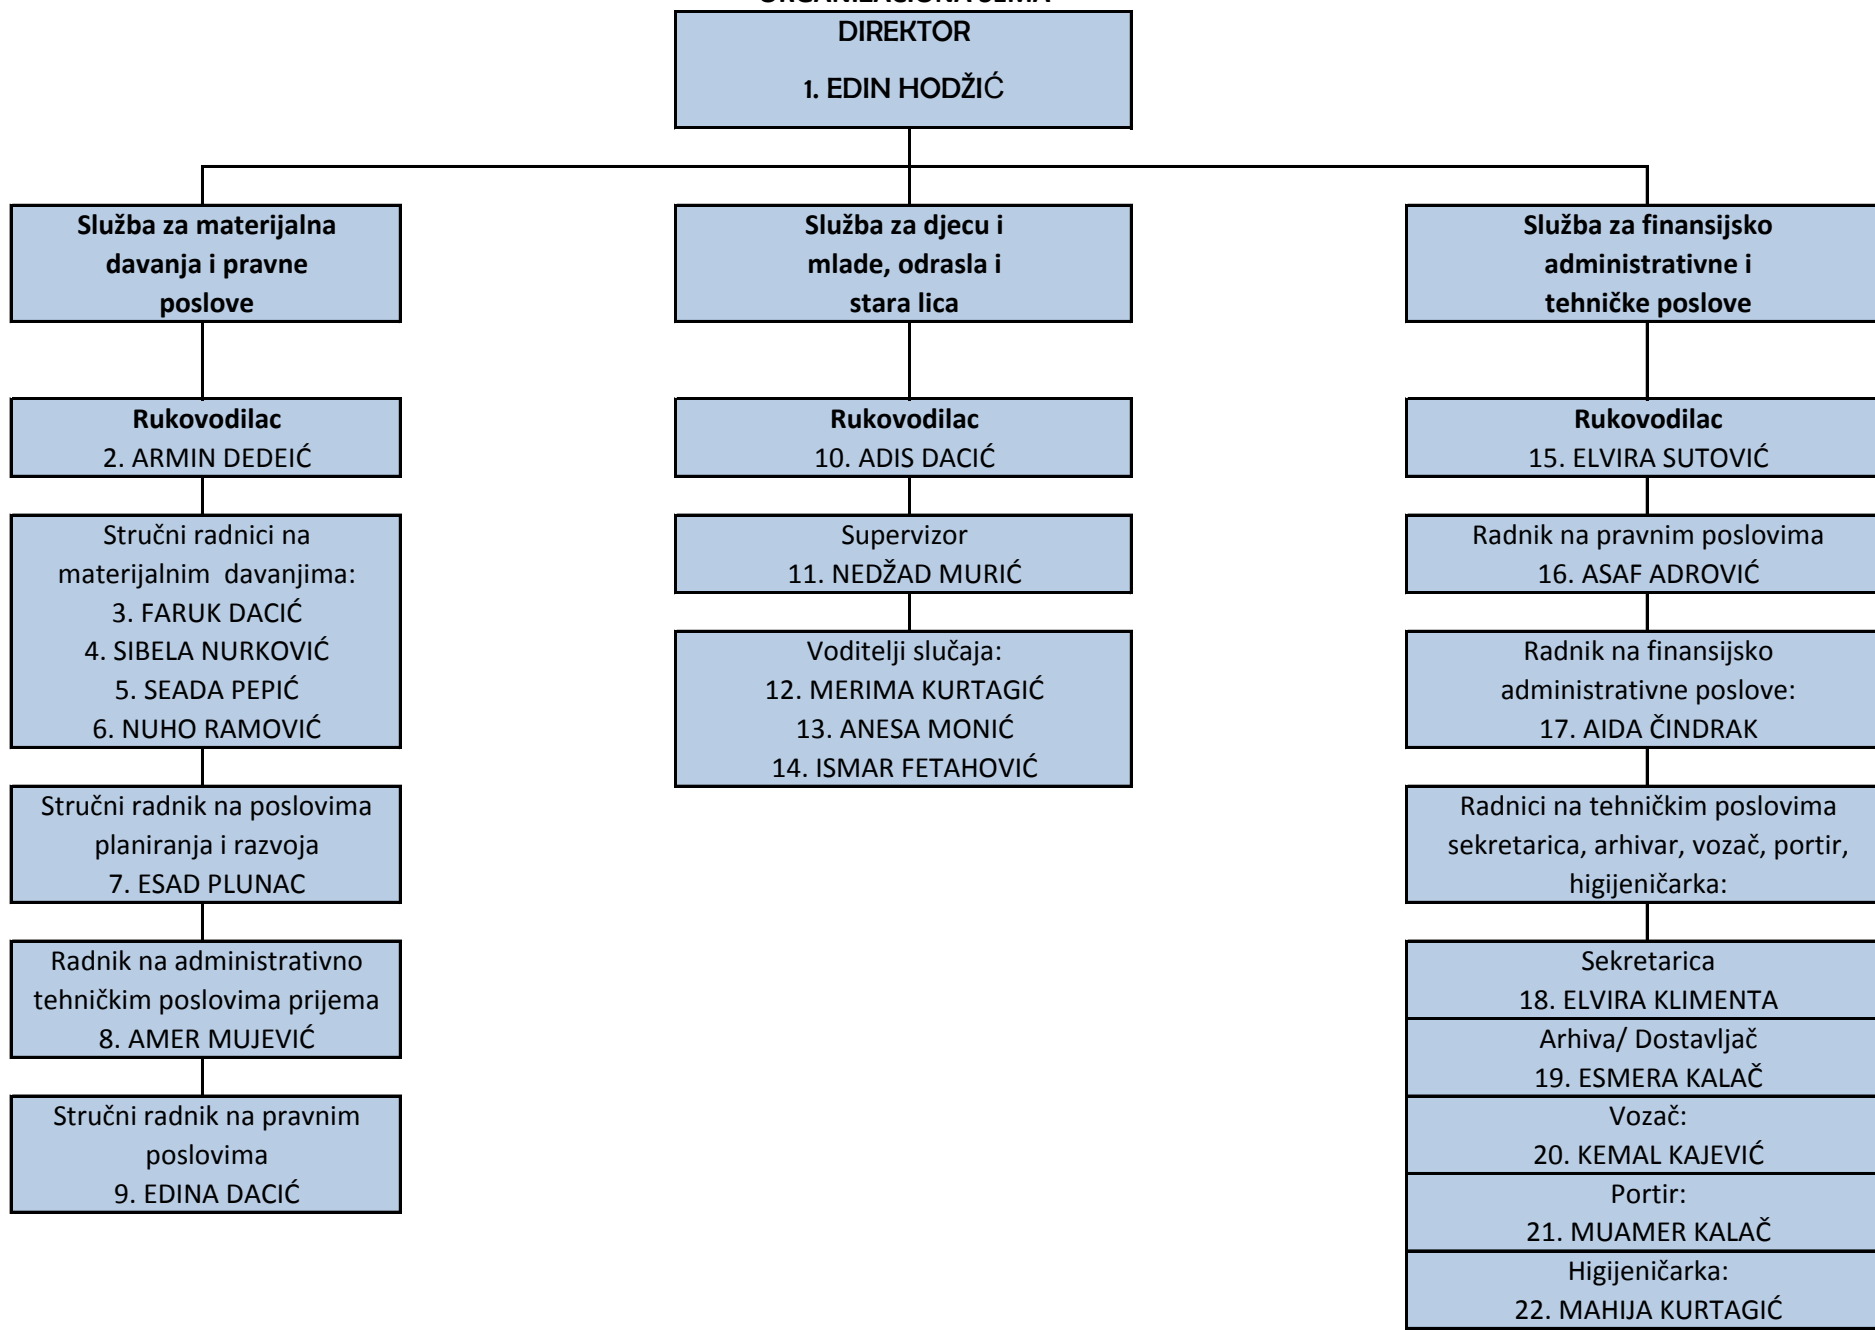 ORGANIZACIONA ŠEMA
DIREKTOR
1. EDIN HODŽIĆ
Služba za materijalna
davanja i pravne
poslove
Rukovodilac
2. ARMIN DEDEIĆ
Stručni radnici na
materijalnim davanjima:
3. FARUK DACIĆ
4. SIBELA NURKOVIĆ
5. SEADA PEPIĆ
6. NUHO RAMOVIĆ
Stručni radnik na poslovima
planiranja i razvoja
7. ESAD PLUNAC
Radnik na administrativno
tehničkim poslovima prijema
8. AMER MUJEVIĆ
Stručni radnik na pravnim
poslovima
9. EDINA DACIĆ
Služba za djecu i
mlade, odrasla i
stara lica
Rukovodilac
10. ADIS DACIĆ
Supervizor
11. NEDŽAD MURIĆ
Voditelji slučaja:
12. MERIMA KURTAGIĆ
13. ANESA MONIĆ
14. ISMAR FETAHOVIĆ
Služba za finansijsko
administrativne i
tehničke poslove
Rukovodilac
15. ELVIRA SUTOVIĆ
Radnik na pravnim poslovima
16. ASAF ADROVIĆ
Radnik na finansijsko
administrativne poslove:
17. AIDA ČINDRAK
Radnici na tehničkim poslovima
sekretarica, arhivar, vozač, portir,
higijeničarka:
Sekretarica
18. ELVIRA KLIMENTA
Arhiva/ Dostavljač
19. ESMERA KALAČ
Vozač:
20. KEMAL KAJEVIĆ
Portir:
21. MUAMER KALAČ
Higijeničarka:
22. MAHIJA KURTAGIĆ